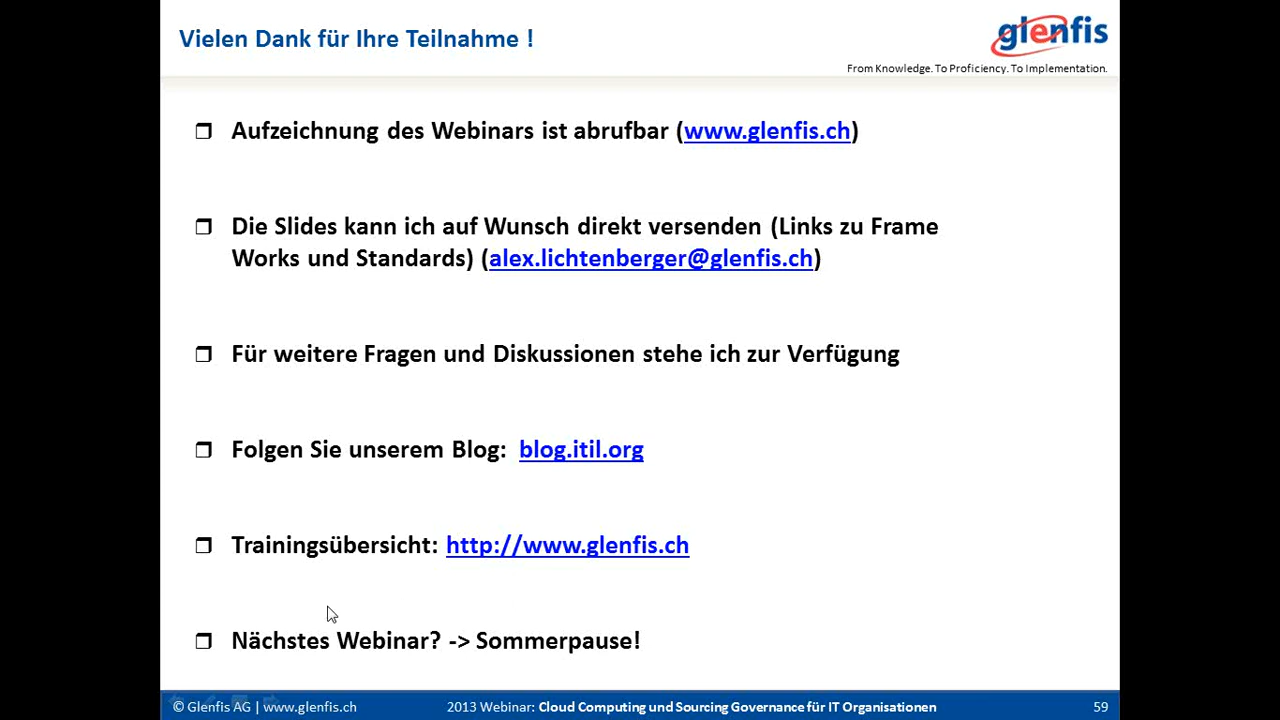 Vielen Dank für Ihre Teilnahme !
glenfis
From Knowledge. To Proficiency. To Implementation.
❒ Aufzeichnung des Webinars ist abrufbar (www.glenfis.ch)
❒ Die Slides kann ich auf Wunsch direkt versenden (Links zu Frame
Works und Standards) (alex.lichtenberger@glenfis.ch)
❒ Für weitere Fragen und Diskussionen stehe ich zur Verfügung
❒ Folgen Sie unserem Blog: blog.itil.org
❒ Trainingsübersicht: http://www.glenfis.ch
❒ Nächstes Webinar? -> Sommerpause!
© Glenfis AG | www.glenfis.ch
2013 Webinar: Cloud Computing und Sourcing Governance für IT Organisationen
59